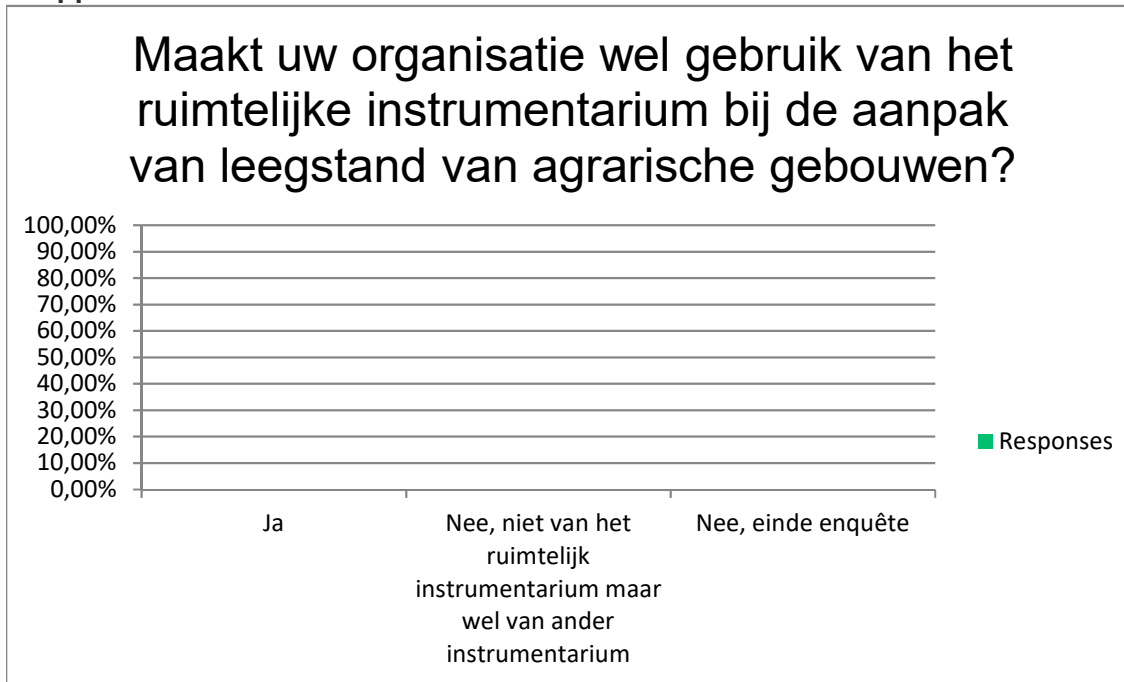 Maakt uw organisatie wel gebruik van het
ruimtelijke instrumentarium bij de aanpak
van leegstand van agrarische gebouwen?
100,00%
90,00%
80,00%
70,00%
60,00%
50,00%
40,00%
30,00%
20,00%
10,00%
0,00%
Ja
Nee, niet van het
ruimtelijk
instrumentarium maar
wel van ander
instrumentarium
Nee, einde enquête
Responses